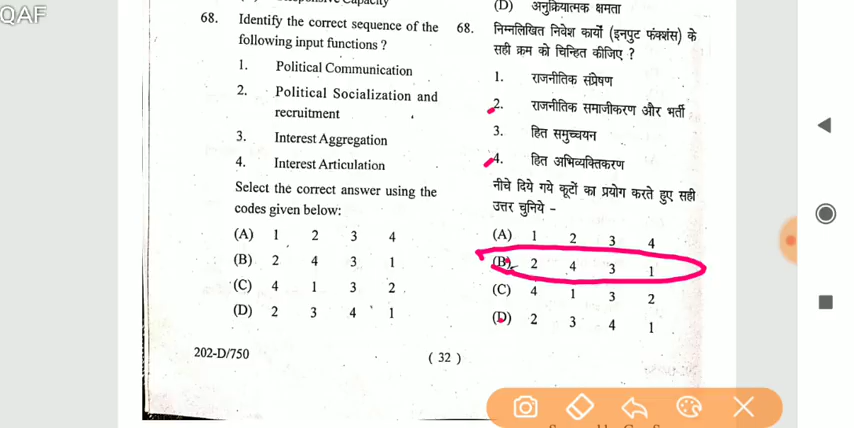 QAF
(D) अनुक्रियात्मक क्षमता
68. Identify the correct sequence of the
following input functions ?
1. Political Communication
2. Political Socialization and
recruitment
3. Interest Aggregation
4. Interest Articulation
Select the correct answer using the
codes given below:
(A) 1 2 3 4
(B) 2 4 3 1
(C) 4 1 3 2
(D) 2 3 4 1
202-D/750
( 32 )
68. निम्नलिखित निवेश कार्यों (इनपुट फंक्शंस) के
सही क्रम को चिन्हित कीजिए ?
1. राजनीतिक संप्रेषण
2. राजनीतिक समाजीकरण और भर्ती
3. हित समुच्चयन
4. हित अभिव्यक्तिकरण
नीचे दिये गये कूटों का प्रयोग करते हुए सही
उत्तर चुनिये -
(A) 1 2 3 4
(B) 2 4 3 1
(C) 4 1 3 2
(D) 2 3 4 1